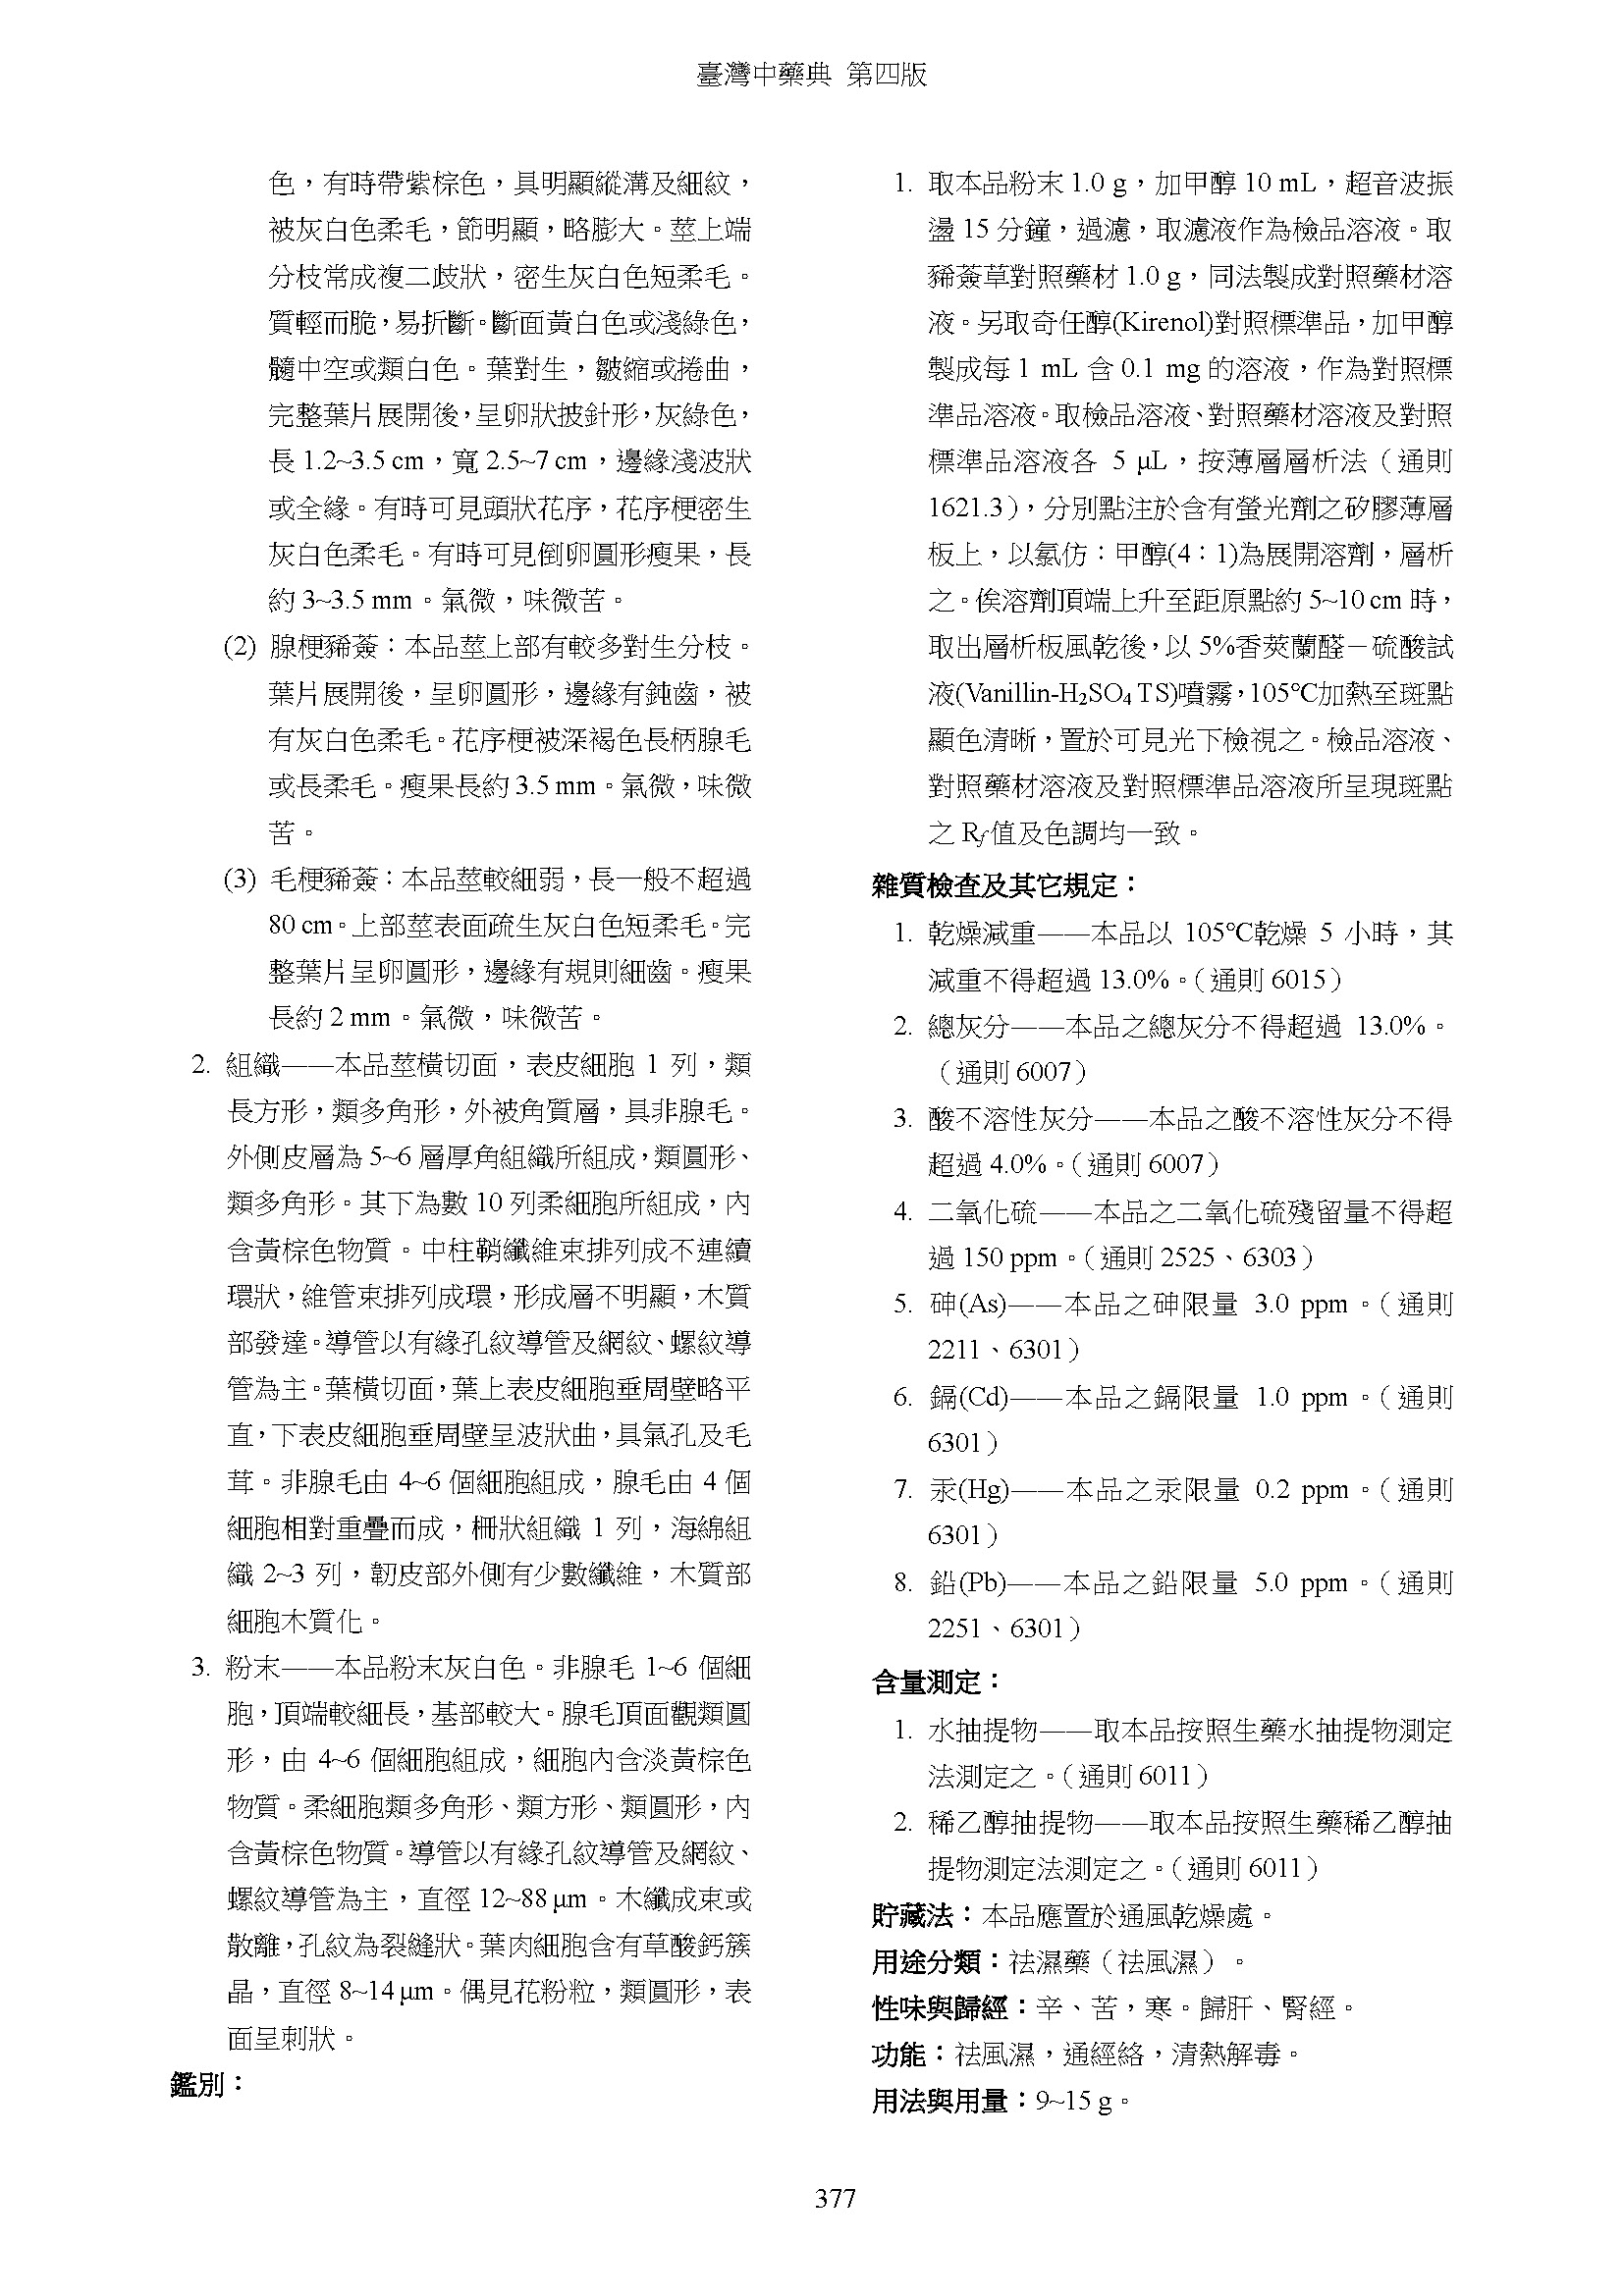 臺灣中藥典 第四版
色，有時帶紫棕色，具明顯縱溝及細紋，
被灰白色柔毛，節明顯，略膨大。莖上端
分枝常成複二歧狀，密生灰白色短柔毛。
質輕而脆，易折斷。斷面黃白色或淺綠色，
髓中空或類白色。葉對生，皺縮或捲曲，
完整葉片展開後，呈卵狀披針形，灰綠色，
長 1.2~3.5 cm，寬 2.5~7 cm，邊緣淺波狀
或全緣。有時可見頭狀花序，花序梗密生
灰白色柔毛。有時可見倒卵圓形瘦果，長
約 3~3.5 mm。氣微，味微苦。
(2) 腺梗豨薟：本品莖上部有較多對生分枝。
葉片展開後，呈卵圓形，邊緣有鈍齒，被
有灰白色柔毛。花序梗被深褐色長柄腺毛
或長柔毛。瘦果長約 3.5 mm。氣微，味微
苦。
(3) 毛梗豨薟：本品莖較細弱，長一般不超過
80 cm。上部莖表面疏生灰白色短柔毛。完
整葉片呈卵圓形，邊緣有規則細齒。瘦果
長約 2 mm。氣微，味微苦。
2. 組織——本品莖橫切面，表皮細胞 1 列，類
長方形，類多角形，外被角質層，具非腺毛。
外側皮層為 5~6 層厚角組織所組成，類圓形、
類多角形。其下為數 10 列柔細胞所組成，內
含黃棕色物質。中柱鞘纖維束排列成不連續
環狀，維管束排列成環，形成層不明顯，木質
部發達。導管以有緣孔紋導管及網紋、螺紋導
管為主。葉橫切面，葉上表皮細胞垂周壁略平
直，下表皮細胞垂周壁呈波狀曲，具氣孔及毛
茸。非腺毛由 4~6 個細胞組成，腺毛由 4 個
細胞相對重疊而成，柵狀組織 1 列，海綿組
織 2~3 列，韌皮部外側有少數纖維，木質部
細胞木質化。
3. 粉末——本品粉末灰白色。非腺毛 1~6 個細
胞，頂端較細長，基部較大。腺毛頂面觀類圓
形，由 4~6 個細胞組成，細胞內含淡黃棕色
物質。柔細胞類多角形、類方形、類圓形，內
含黃棕色物質。導管以有緣孔紋導管及網紋、
螺紋導管為主，直徑 12~88 μm。木纖成束或
散離，孔紋為裂縫狀。葉肉細胞含有草酸鈣簇
晶，直徑 8~14 μm。偶見花粉粒，類圓形，表
面呈刺狀。
鑑別：
1. 取本品粉末 1.0 g，加甲醇 10 mL，超音波振
盪 15 分鐘，過濾，取濾液作為檢品溶液。取
豨薟草對照藥材 1.0 g，同法製成對照藥材溶
液。另取奇任醇(Kirenol)對照標準品，加甲醇
製成每 1 mL 含 0.1 mg 的溶液，作為對照標
準品溶液。取檢品溶液、對照藥材溶液及對照
標準品溶液各 5 μL，按薄層層析法（通則
1621.3），分別點注於含有螢光劑之矽膠薄層
板上，以氯仿：甲醇(4：1)為展開溶劑，層析
之。俟溶劑頂端上升至距原點約 5~10 cm 時，
取出層析板風乾後，以 5%香莢蘭醛－硫酸試
液(Vanillin-H₂SO₄ TS)噴霧，105℃加熱至斑點
顯色清晰，置於可見光下檢視之。檢品溶液、
對照藥材溶液及對照標準品溶液所呈現斑點
之 Rf值及色調均一致。
雜質檢查及其它規定：
1. 乾燥減重——本品以 105℃乾燥 5 小時，其
減重不得超過 13.0%。（通則 6015）
2. 總灰分——本品之總灰分不得超過 13.0%。
（通則 6007）
3. 酸不溶性灰分——本品之酸不溶性灰分不得
超過 4.0%。（通則 6007）
4. 二氧化硫——本品之二氧化硫殘留量不得超
過 150 ppm。（通則 2525、6303）
5. 砷(As)——本品之砷限量 3.0 ppm。（通則
2211、6301）
6. 鎘(Cd)——本品之鎘限量 1.0 ppm。（通則
6301）
7. 汞(Hg)——本品之汞限量 0.2 ppm。（通則
6301）
8. 鉛(Pb)——本品之鉛限量 5.0 ppm。（通則
2251、6301）
含量測定：
1. 水抽提物——取本品按照生藥水抽提物測定
法測定之。（通則 6011）
2. 稀乙醇抽提物——取本品按照生藥稀乙醇抽
提物測定法測定之。（通則 6011）
貯藏法：本品應置於通風乾燥處。
用途分類：祛濕藥（祛風濕）。
性味與歸經：辛、苦，寒。歸肝、腎經。
功能：祛風濕，通經絡，清熱解毒。
用法與用量：9~15 g。
377